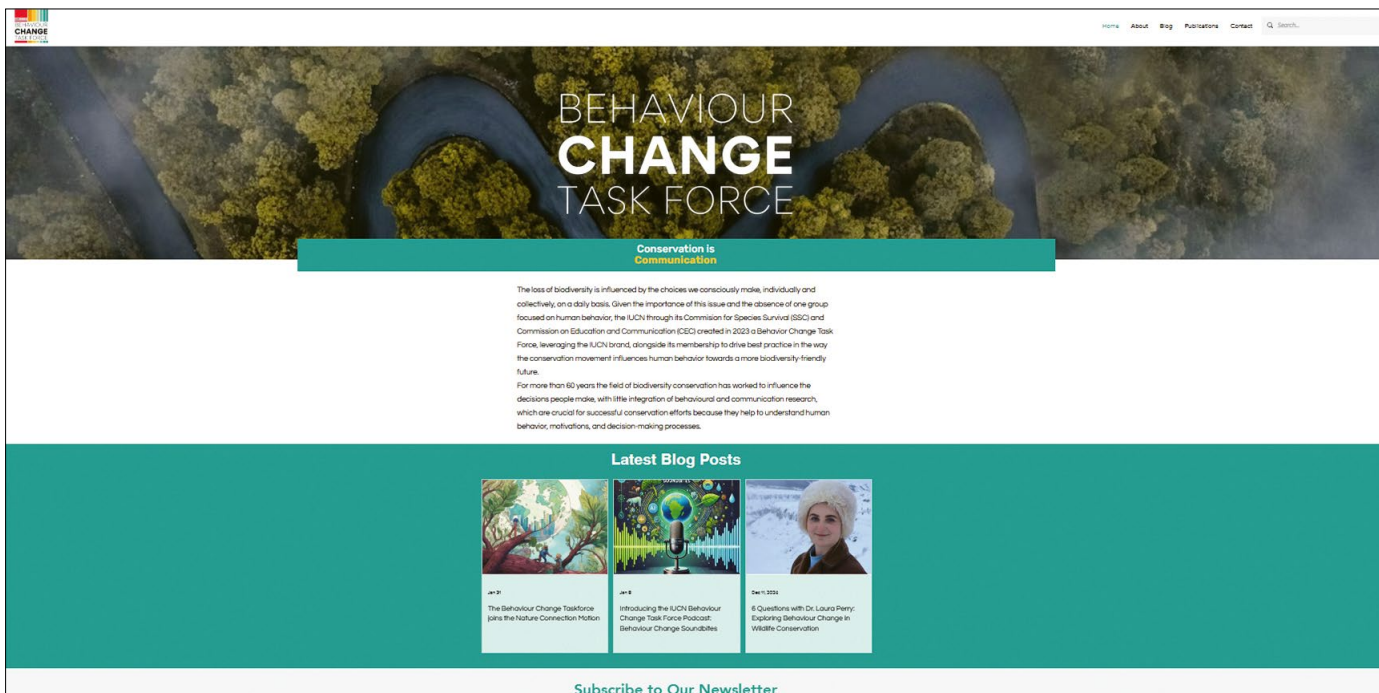 BEHAVIOUR
CHANGE
TASK FORCE
Home About Blog Publications Contact Search...
BEHAVIOUR
CHANGE
TASK FORCE
Conservation is
Communication
The loss of biodiversity is influenced by the choices we consciously make, individually and
collectively, on a daily basis. Given the importance of this issue and the absence of one group
focused on human behavior, the IUCN through its Commision for Species Survival (SSC) and
Commission on Education and Communication (CEC) created in 2023 a Behavior Change Task
Force, leveraging the IUCN brand, alongside its membership to drive best practice in the way
the conservation movement influences human behavior towards a more biodiversity-friendly
future.
For more than 60 years the field of biodiversity conservation has worked to influence the
decisions people make, with little integration of behavioural and communication research,
which are crucial for successful conservation efforts because they help to understand human
behavior, motivations, and decision-making processes.
Latest Blog Posts
Jan 31
The Behaviour Change Taskforce
joins the Nature Connection Motion
Jan 8
Introducing the IUCN Behaviour
Change Task Force Podcast:
Behaviour Change Soundbites
Dec 11, 2024
6 Questions with Dr. Laura Perry:
Exploring Behaviour Change in
Wildlife Conservation
Subscribe to Our Newsletter